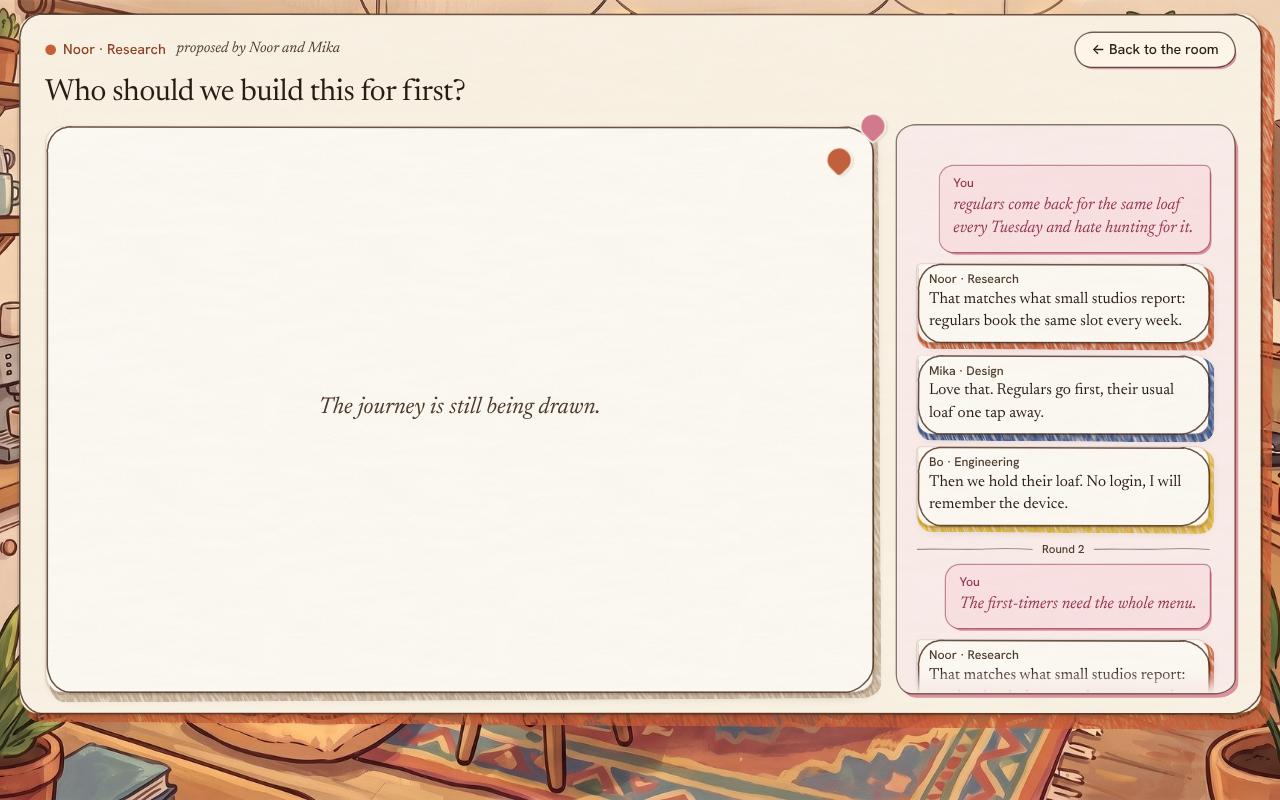 Noor · Research proposed by Noor and Mika
← Back to the room
Who should we build this for first?
The journey is still being drawn.
You
regulars come back for the same loaf
every Tuesday and hate hunting for it.
Noor · Research
That matches what small studios report:
regulars book the same slot every week.
Mika · Design
Love that. Regulars go first, their usual
loaf one tap away.
Bo · Engineering
Then we hold their loaf. No login, I will
remember the device.
Round 2
You
The first-timers need the whole menu.
Noor · Research
That matches what small studios report: